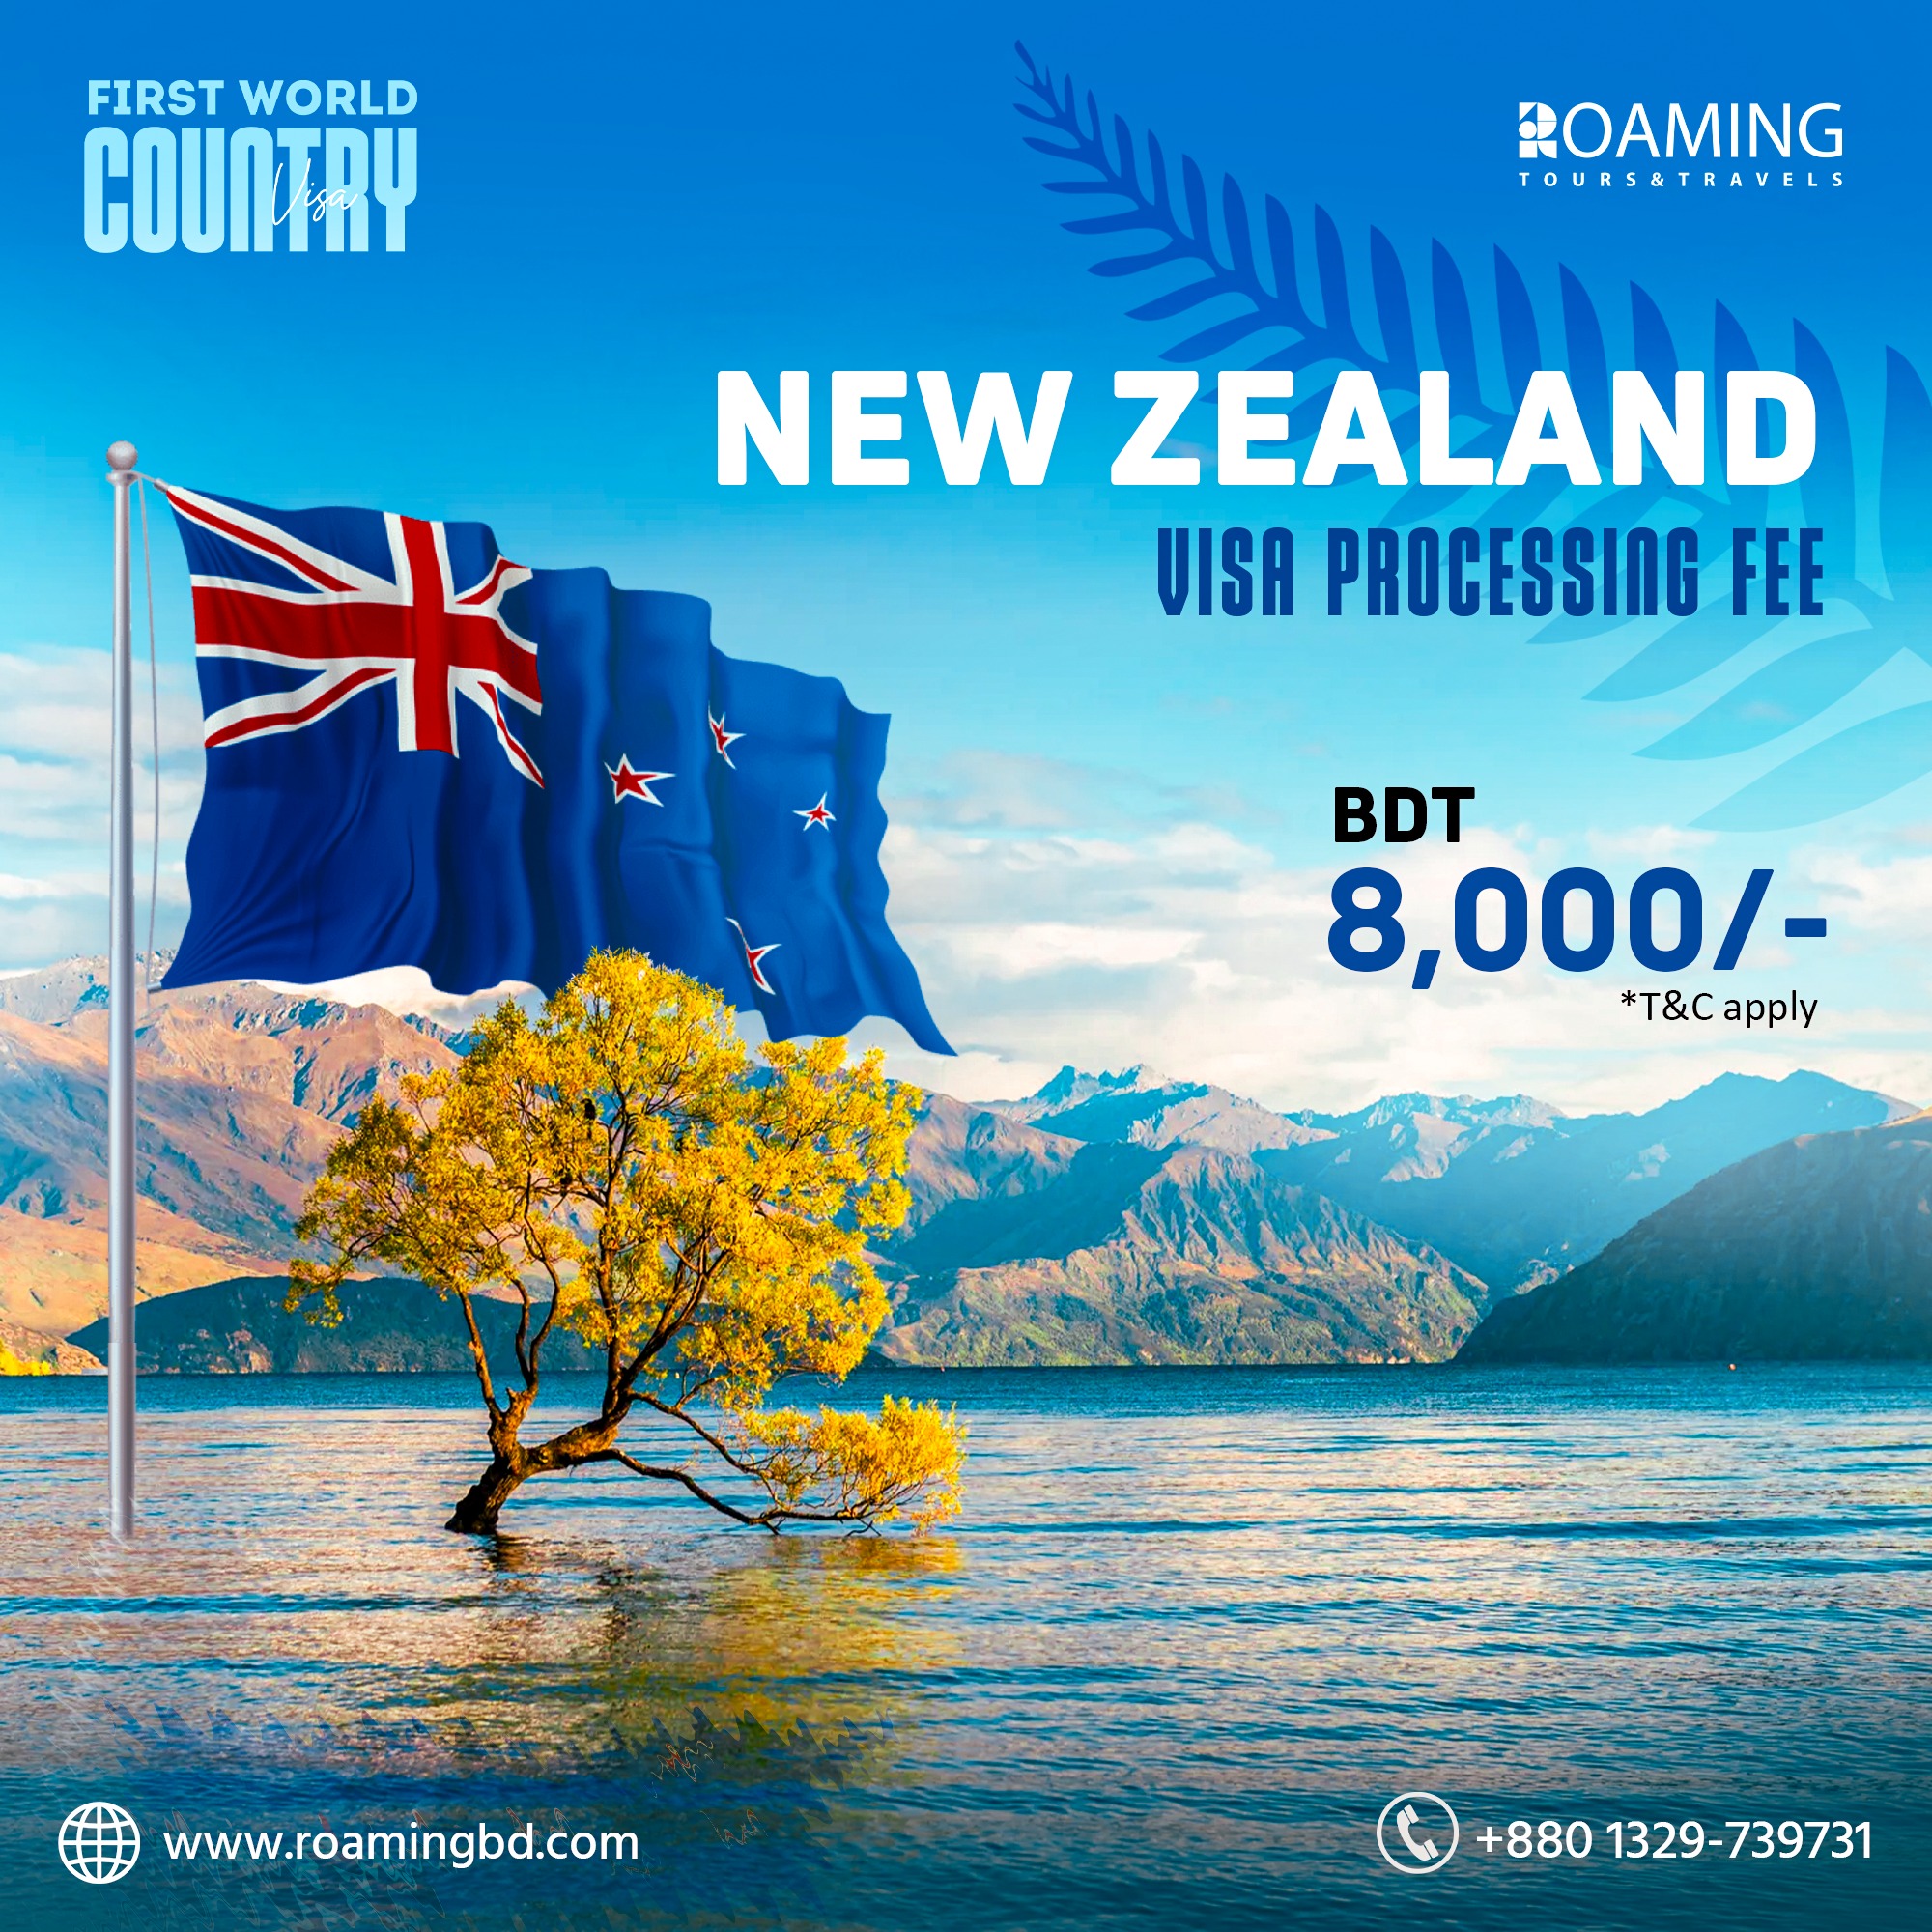 FIRST WORLD
COUNTRY
Visa
ROAMING
TOURS & TRAVELS
NEW ZEALAND
VISA PROCESSING FEE
BDT
8,000/-
*T&C apply
www.roamingbd.com
+880 1329-739731